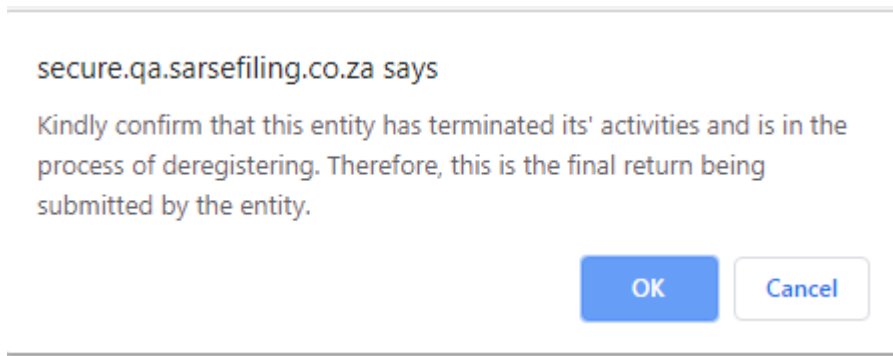 secure.qa.sarsefiling.co.za says
Kindly confirm that this entity has terminated its' activities and is in the
process of deregistering. Therefore, this is the final return being
submitted by the entity.
OK
Cancel